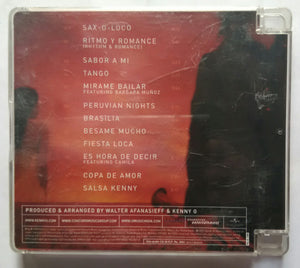 SAX-O-LOCO
RITMO Y ROMANCE
(RHYTHM & ROMANCE)
SABOR A MI
TANGO
MIRAME BAILAR
FEATURING BARBARA MUÑOZ
PERUVIAN NIGHTS
BRASILIA
BESAME MUCHO
FIESTA LOCA
ES HORA DE DECIR
FEATURING CAMILA
COPA DE AMOR
SALSA KENNY
PRODUCED & ARRANGED BY WALTER AFANASIEFF & KENNY G